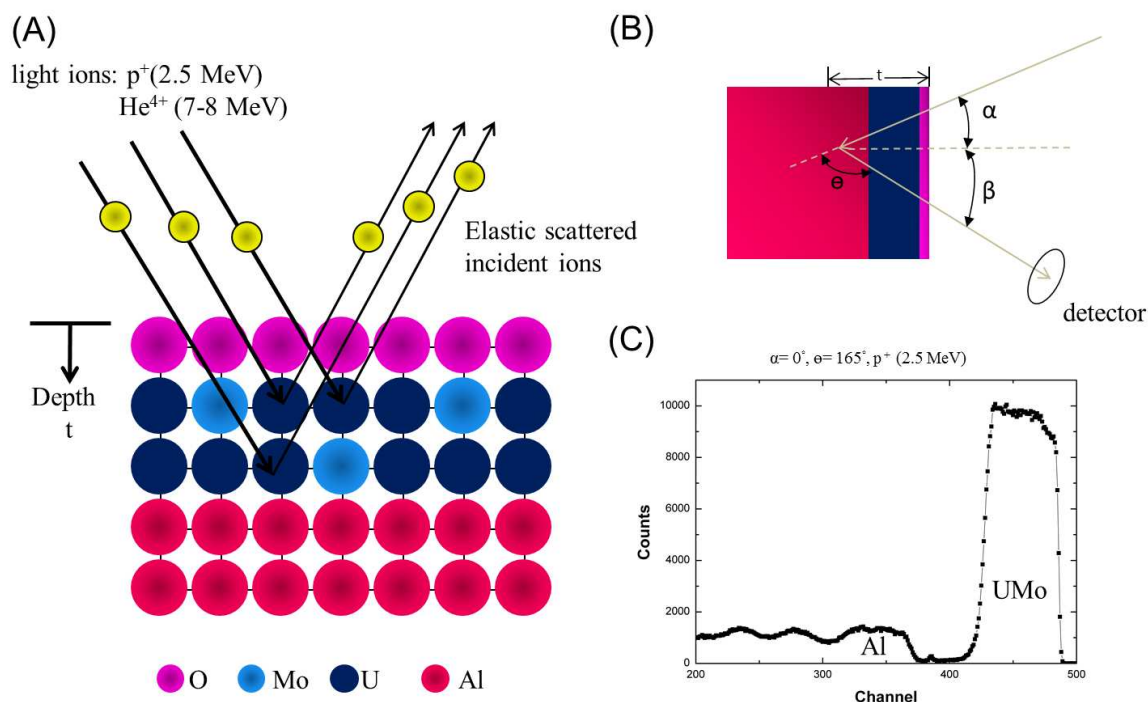 (A)
light ions: p⁺(2.5 MeV)
He⁴⁺ (7-8 MeV)
Elastic scattered
incident ions
Depth
t
O
Mo
U
Al
(B)
t
α
β
ɵ
detector
(C)
α= 0°, ɵ= 165°, p⁺ (2.5 MeV)
10000
8000
6000
4000
2000
0
Counts
UMo
Al
200
300
400
500
Channel